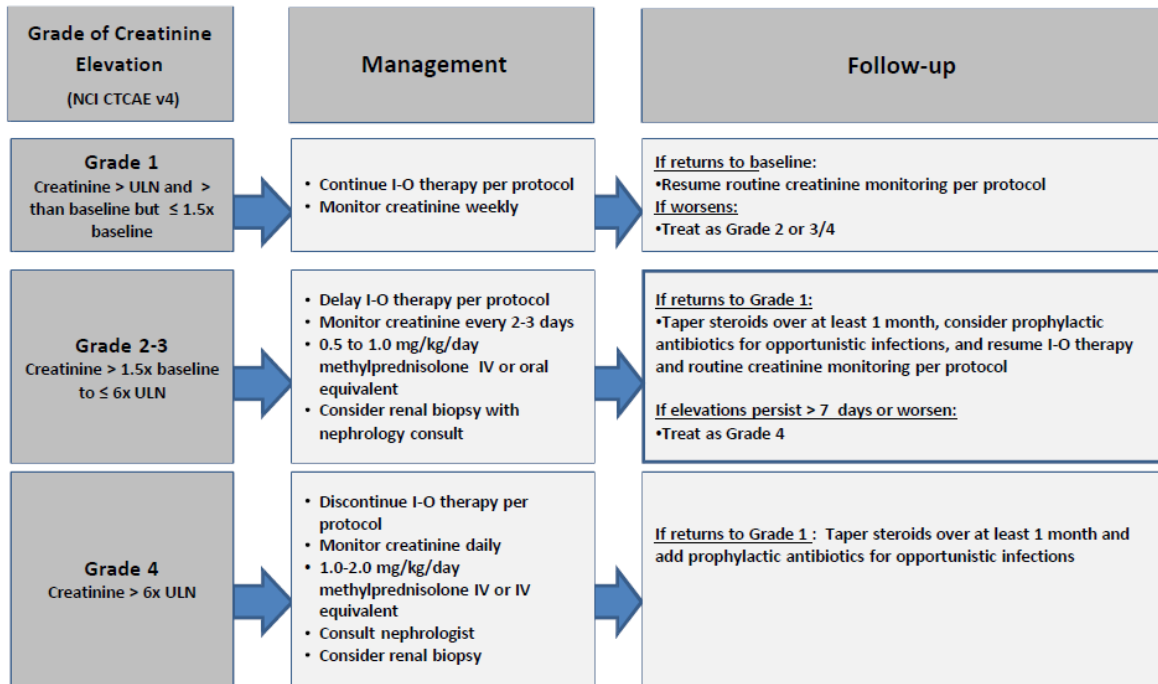 Grade of Creatinine
Elevation
(NCI CTCAE v4)
Management
Follow-up
Grade 1
Creatinine > ULN and >
than baseline but ≤ 1.5x
baseline
• Continue I-O therapy per protocol
• Monitor creatinine weekly
If returns to baseline:
•Resume routine creatinine monitoring per protocol
If worsens:
•Treat as Grade 2 or 3/4
Grade 2-3
Creatinine > 1.5x baseline
to ≤ 6x ULN
• Delay I-O therapy per protocol
• Monitor creatinine every 2-3 days
• 0.5 to 1.0 mg/kg/day
methylprednisolone IV or oral
equivalent
• Consider renal biopsy with
nephrology consult
If returns to Grade 1:
•Taper steroids over at least 1 month, consider prophylactic
antibiotics for opportunistic infections, and resume I-O therapy
and routine creatinine monitoring per protocol
If elevations persist > 7 days or worsen:
•Treat as Grade 4
Grade 4
Creatinine > 6x ULN
• Discontinue I-O therapy per
protocol
• Monitor creatinine daily
• 1.0-2.0 mg/kg/day
methylprednisolone IV or IV
equivalent
• Consult nephrologist
• Consider renal biopsy
If returns to Grade 1 : Taper steroids over at least 1 month and
add prophylactic antibiotics for opportunistic infections